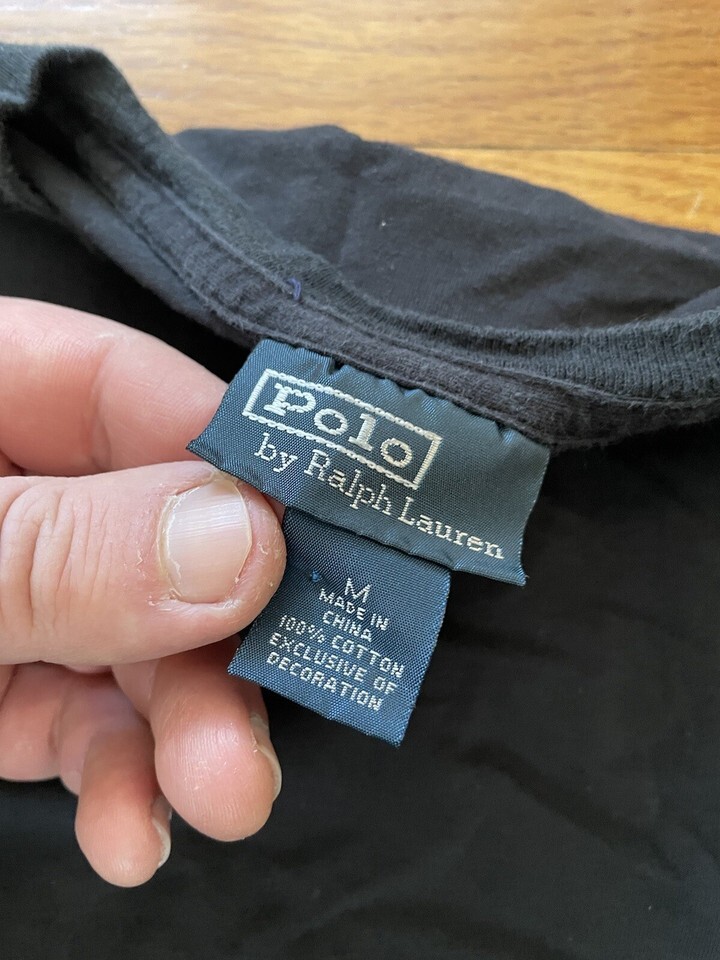 Polo
by Ralph Lauren
M
MADE IN
CHINA
100% COTTON
EXCLUSIVE OF
DECORATION